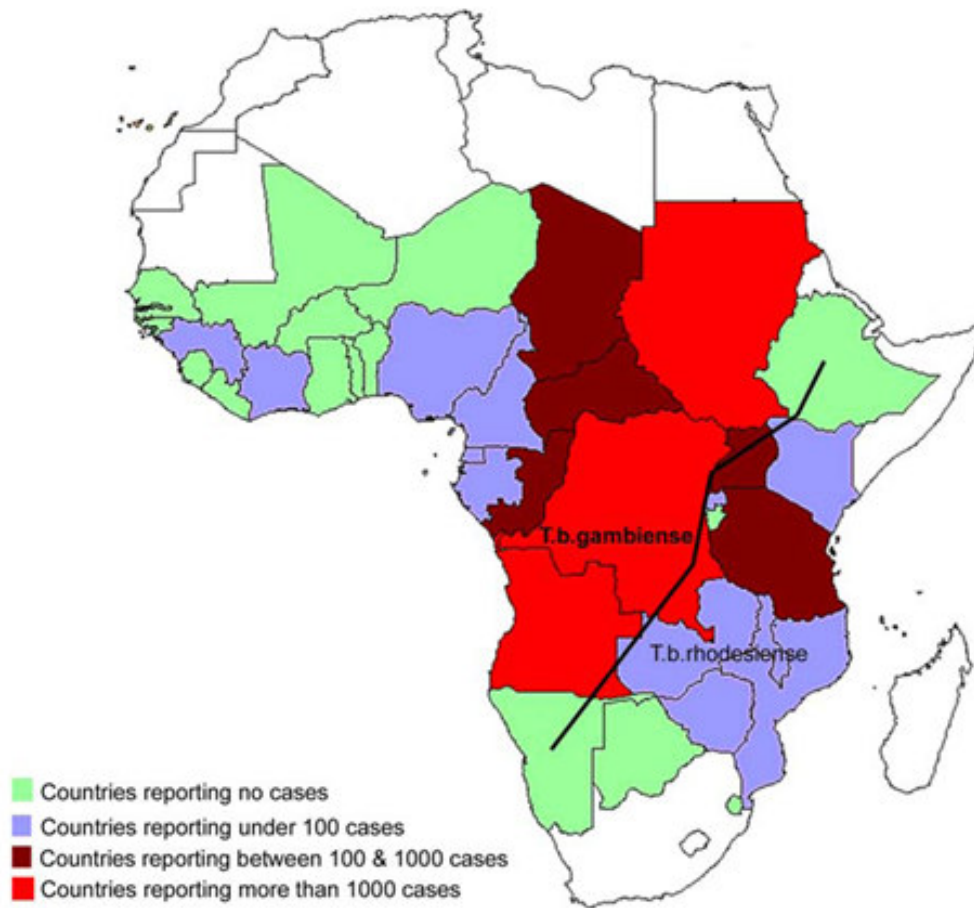 T.b.gambiense
T.b.rhodesiense
Countries reporting no cases
Countries reporting under 100 cases
Countries reporting between 100 & 1000 cases
Countries reporting more than 1000 cases